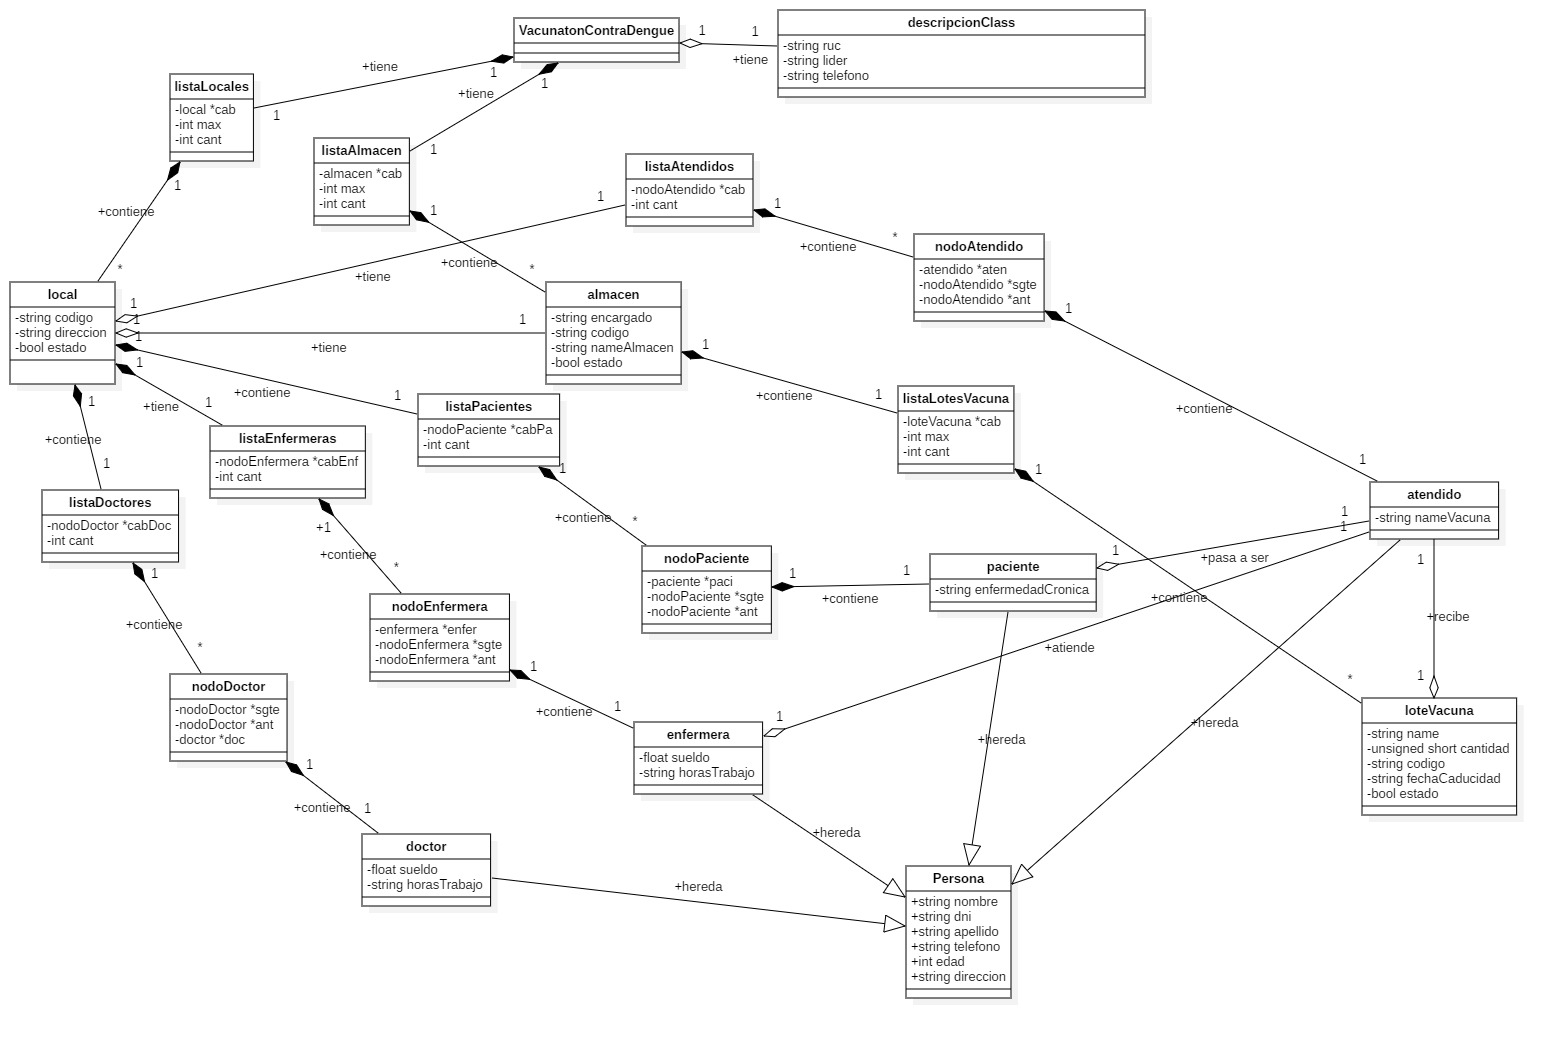 VacunatonContraDengue
1
1
+tiene
descripcionClass
-string ruc
-string lider
-string telefono
+tiene
1
1
+tiene
1
1
listaLocales
-local *cab
-int max
-int cant
1
+contiene
*
listaAlmacen
-almacen *cab
-int max
-int cant
1
+contiene
*
listaAtendidos
-nodoAtendido *cab
-int cant
1
+contiene
*
nodoAtendido
-atendido *aten
-nodoAtendido *sgte
-nodoAtendido *ant
1
+contiene
1
local
-string codigo
-string direccion
-bool estado
1
+tiene
1
1
+tiene
1
1
+contiene
1
1
+tiene
1
1
+contiene
1
almacen
-string encargado
-string codigo
-string nameAlmacen
-bool estado
1
+contiene
1
listaLotesVacuna
-loteVacuna *cab
-int max
-int cant
1
+contiene
*
listaPacientes
-nodoPaciente *cabPa
-int cant
1
+contiene
*
listaEnfermeras
-nodoEnfermera *cabEnf
-int cant
+1
+contiene
*
listaDoctores
-nodoDoctor *cabDoc
-int cant
1
+contiene
*
atendido
-string nameVacuna
1
1
1
+recibe
1
nodoPaciente
-paciente *paci
-nodoPaciente *sgte
-nodoPaciente *ant
1
+contiene
1
paciente
-string enfermedadCronica
1
+pasa a ser
+hereda
nodoEnfermera
-enfermera *enfer
-nodoEnfermera *sgte
-nodoEnfermera *ant
1
+contiene
1
nodoDoctor
-nodoDoctor *sgte
-nodoDoctor *ant
-doctor *doc
1
+contiene
1
enfermera
-float sueldo
-string horasTrabajo
1
+atiende
+hereda
+hereda
loteVacuna
-string name
-unsigned short cantidad
-string codigo
-string fechaCaducidad
-bool estado
doctor
-float sueldo
-string horasTrabajo
+hereda
Persona
+string nombre
+string dni
+string apellido
+string telefono
+int edad
+string direccion